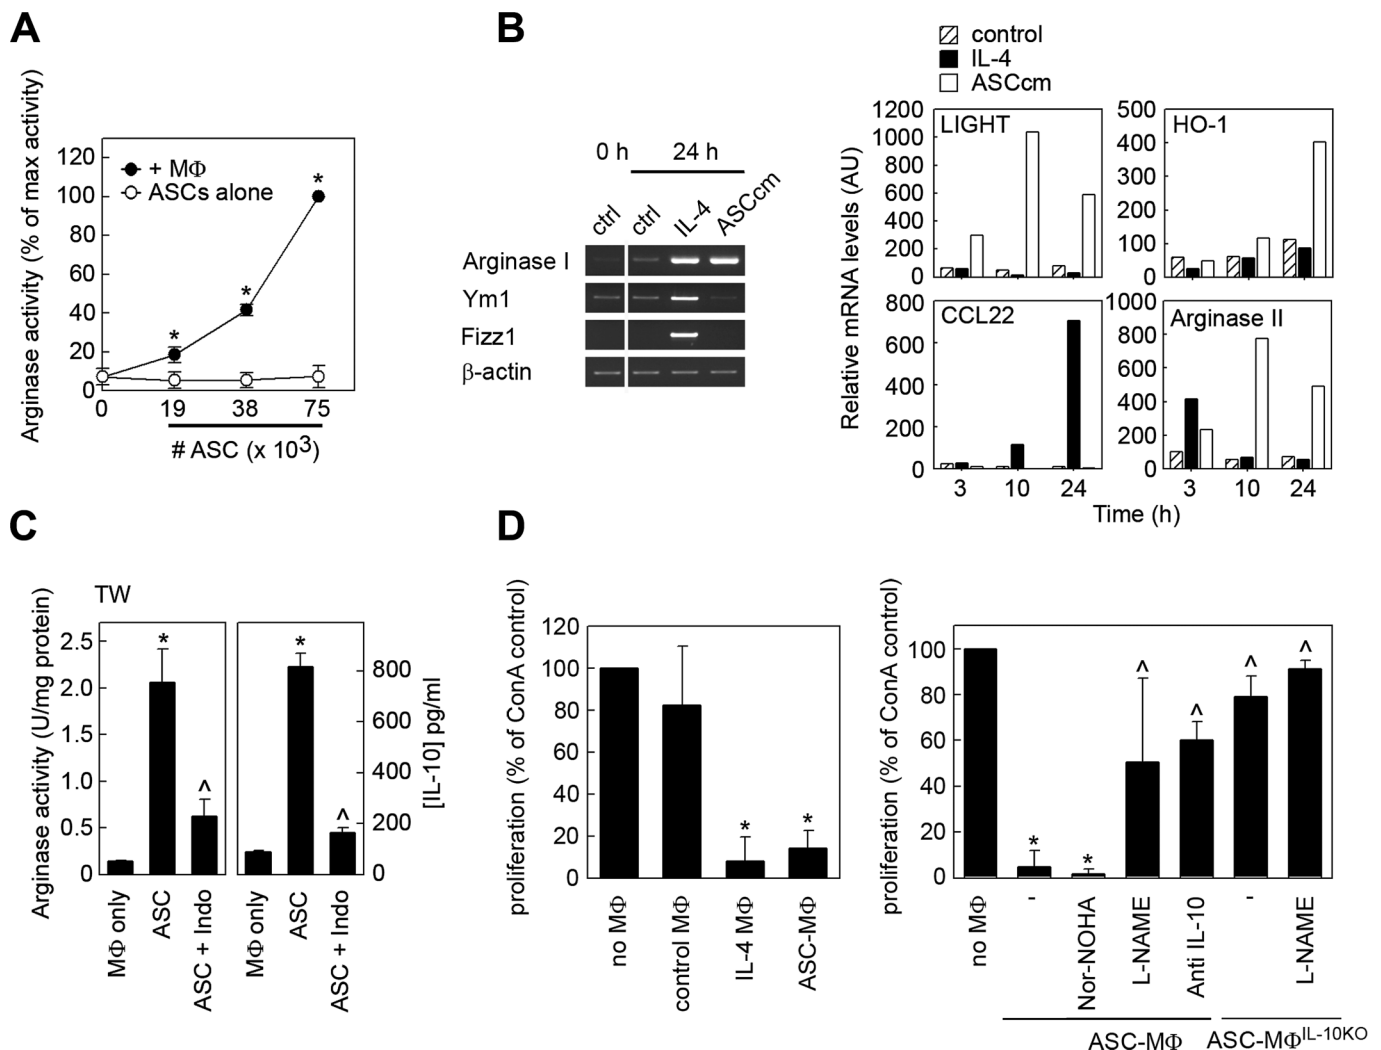 A
Arginase activity (% of max activity)
120
100
80
60
40
20
0
+ MΦ
ASCs alone
*
*
*
0 19 38 75
# ASC (x 10³)
B
0 h 24 h
ctrl ctrl IL-4 ASCcm
Arginase I
Ym1
Fizz1
β-actin
control
IL-4
ASCcm
Relative mRNA levels (AU)
LIGHT
1200
1000
800
600
400
200
0
HO-1
500
400
300
200
100
0
CCL22
800
600
400
200
0
Arginase II
1000
800
600
400
200
0
3 10 24
3 10 24
Time (h)
C
TW
Arginase activity (U/mg protein)
2.5
2.0
1.5
1.0
0.5
0
* ^
* ^
800
600
400
200
0
[IL-10] pg/ml
MΦ only ASC ASC + Indo
MΦ only ASC ASC + Indo
D
proliferation (% of ConA control)
120
100
80
60
40
20
0
* *
no MΦ control MΦ IL-4 MΦ ASC-MΦ
proliferation (% of ConA control)
100
80
60
40
20
0
* * ^ ^ ^ ^
no MΦ - Nor-NOHA L-NAME Anti IL-10 - L-NAME
ASC-MΦ ASC-MΦ^IL-10KO